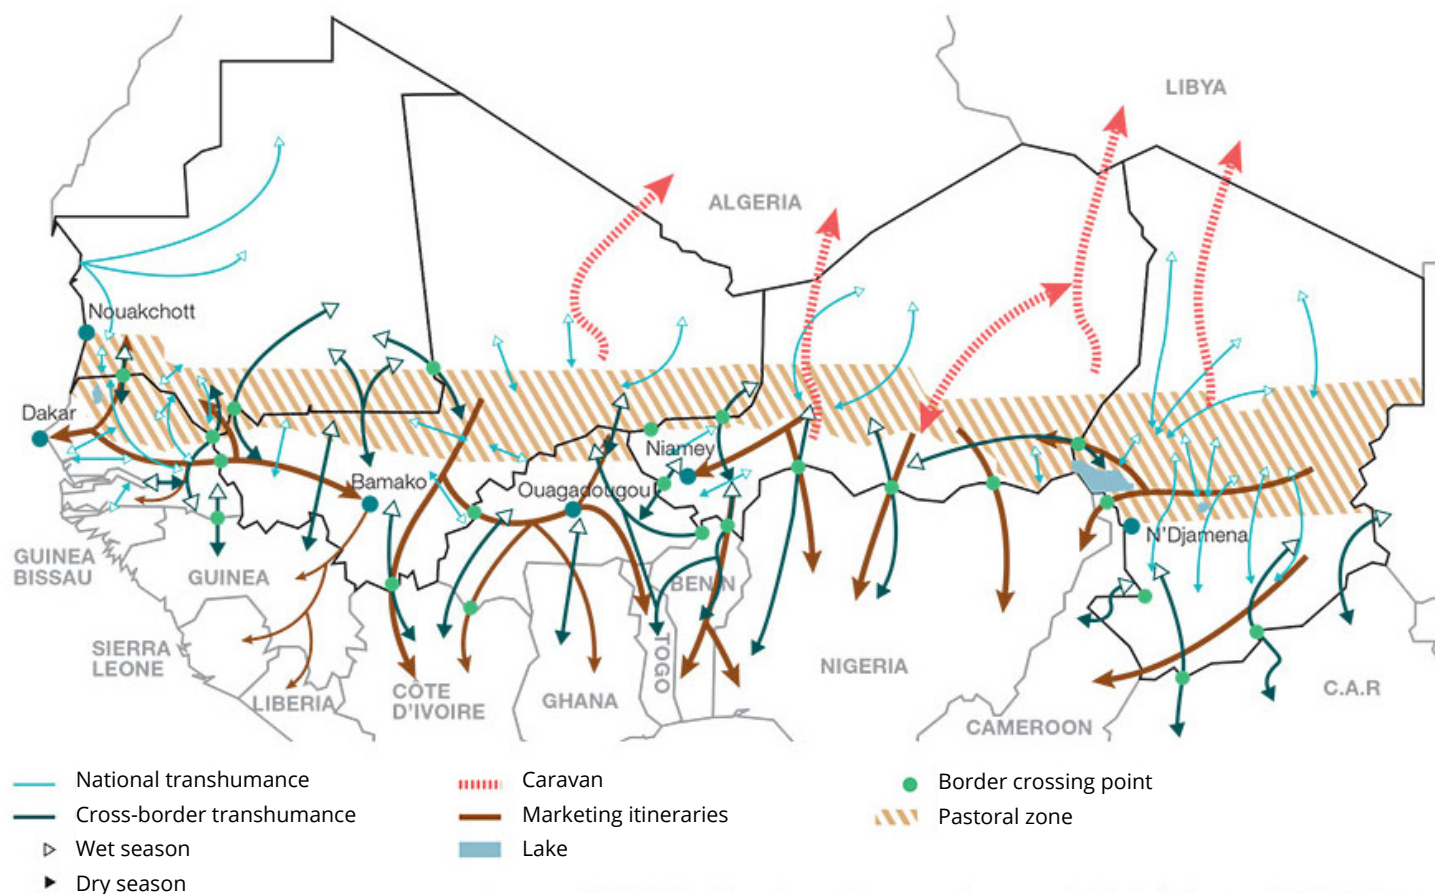 LIBYA
ALGERIA
Nouakchott
Dakar
Niamey
Bamako
Ouagadougou
N'Djamena
GUINEA
BISSAU
GUINEA
BENIN
SIERRA
LEONE
TOGO
NIGERIA
LIBERIA
CÔTE
D'IVOIRE
GHANA
C.A.R
CAMEROON
National transhumance
Cross-border transhumance
Wet season
Dry season
Caravan
Marketing itineraries
Lake
Border crossing point
Pastoral zone